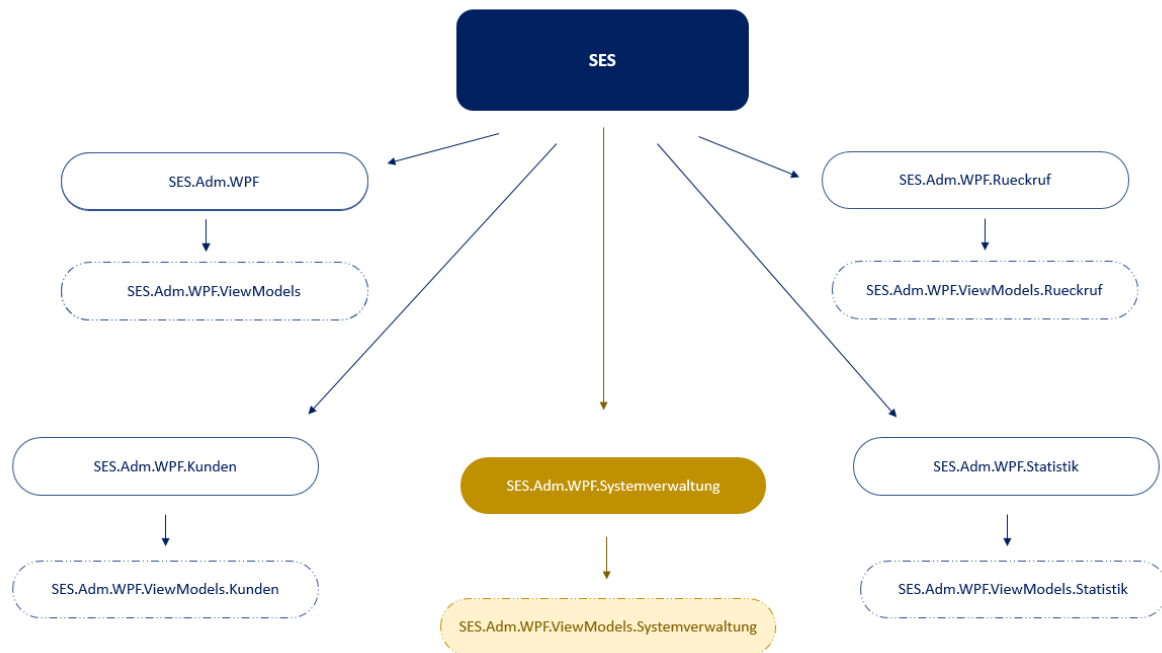 SES
SES.Adm.WPF
SES.Adm.WPF.Rueckruf
SES.Adm.WPF.ViewModels
SES.Adm.WPF.ViewModels.Rueckruf
SES.Adm.WPF.Kunden
SES.Adm.WPF.Systemverwaltung
SES.Adm.WPF.Statistik
SES.Adm.WPF.ViewModels.Kunden
SES.Adm.WPF.ViewModels.Systemverwaltung
SES.Adm.WPF.ViewModels.Statistik